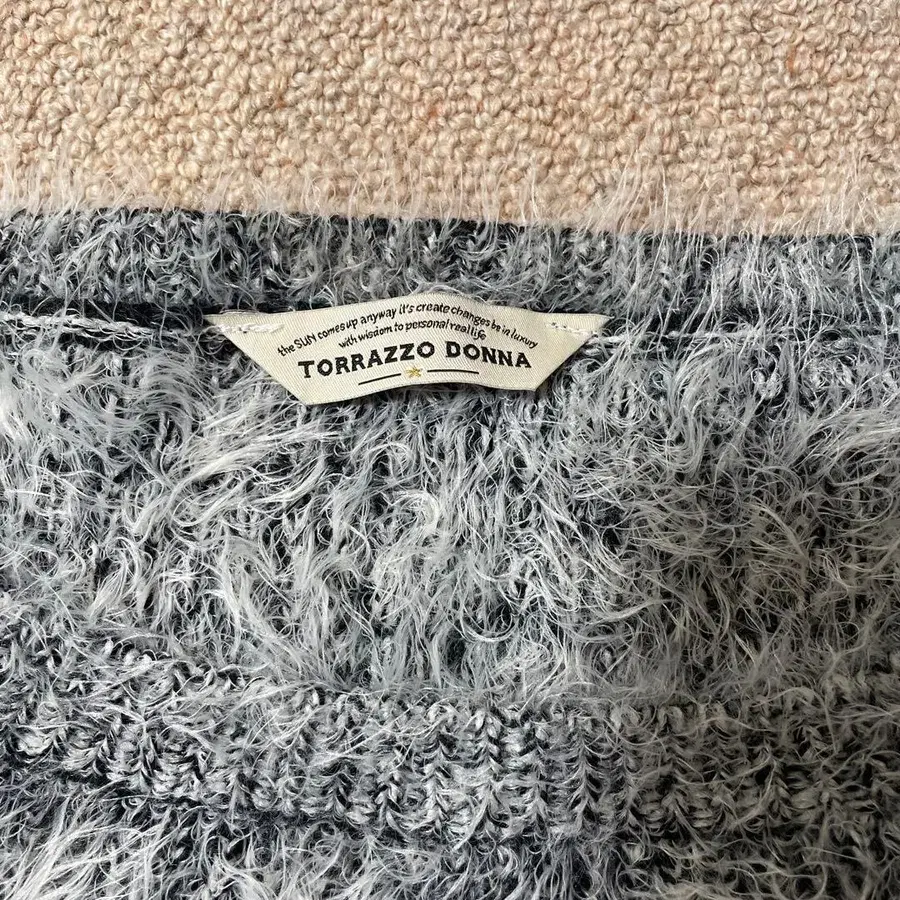 the SUN comes up anyway it's create changes be in luxury
with wisdom to personal real life
TORRAZZO DONNA